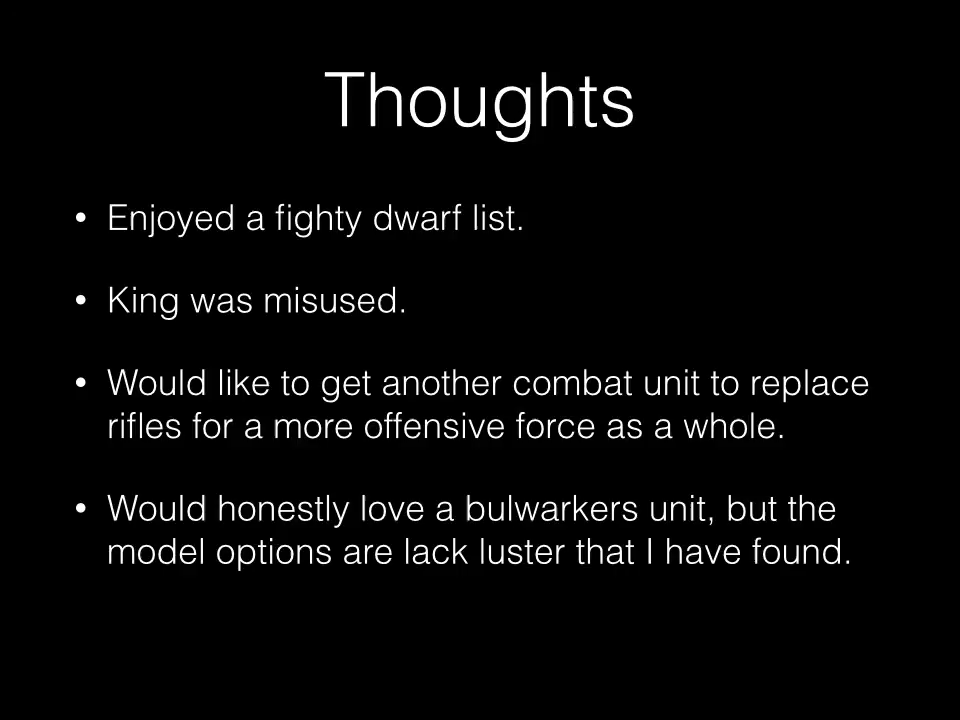 Thoughts
• Enjoyed a fighty dwarf list.
• King was misused.
• Would like to get another combat unit to replace
rifles for a more offensive force as a whole.
• Would honestly love a bulwarkers unit, but the
model options are lack luster that I have found.